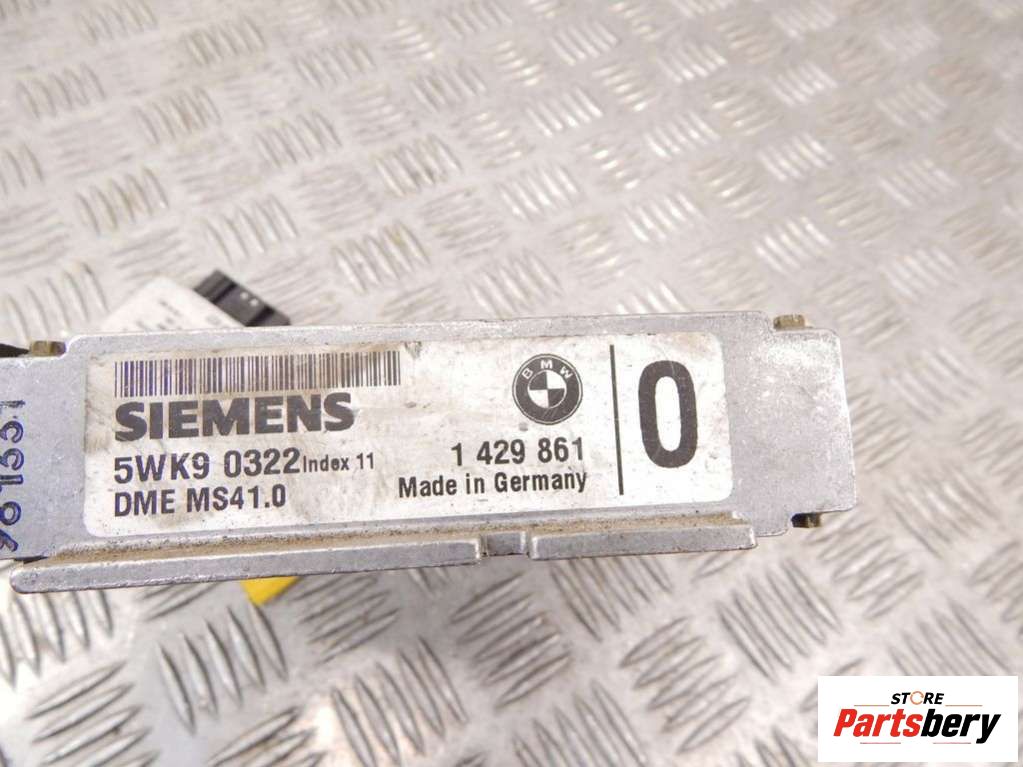 SIEMENS
5WK9 0322 Index 11
DME MS41.0
BMW
1 429 861
Made in Germany
0
STORE
Partsbery